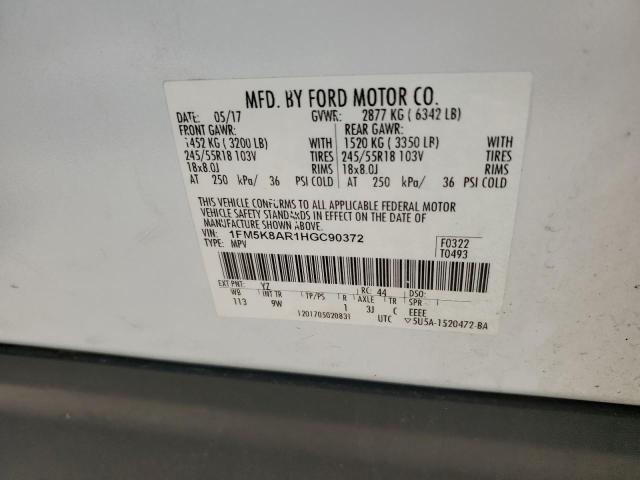 MFD. BY FORD MOTOR CO.
DATE: 05/17 GVWR: 2877 KG ( 6342 LB)
FRONT GAWR: REAR GAWR:
1452 KG ( 3200 LB) WITH 1520 KG ( 3350 LB) WITH
245/55R18 103V TIRES 245/55R18 103V TIRES
18x8.0J RIMS 18x8.0J RIMS
AT 250 kPa/ 36 PSI COLD AT 250 kPa/ 36 PSI COLD
THIS VEHICLE CONFORMS TO ALL APPLICABLE FEDERAL MOTOR
VEHICLE SAFETY STANDARDS IN EFFECT ON THE DATE OF
MANUFACTURE SHOWN ABOVE.
VIN: 1FM5K8AR1HGC90372 F0322
TYPE: MPV T0493
EXT PNT: YZ RC: 44 DSO:
WB INT TR TP/PS R AXLE TR SPR
113 9W 1 3J C EEEE
1201705020831 UTC ▽5U5A-1520472-BA